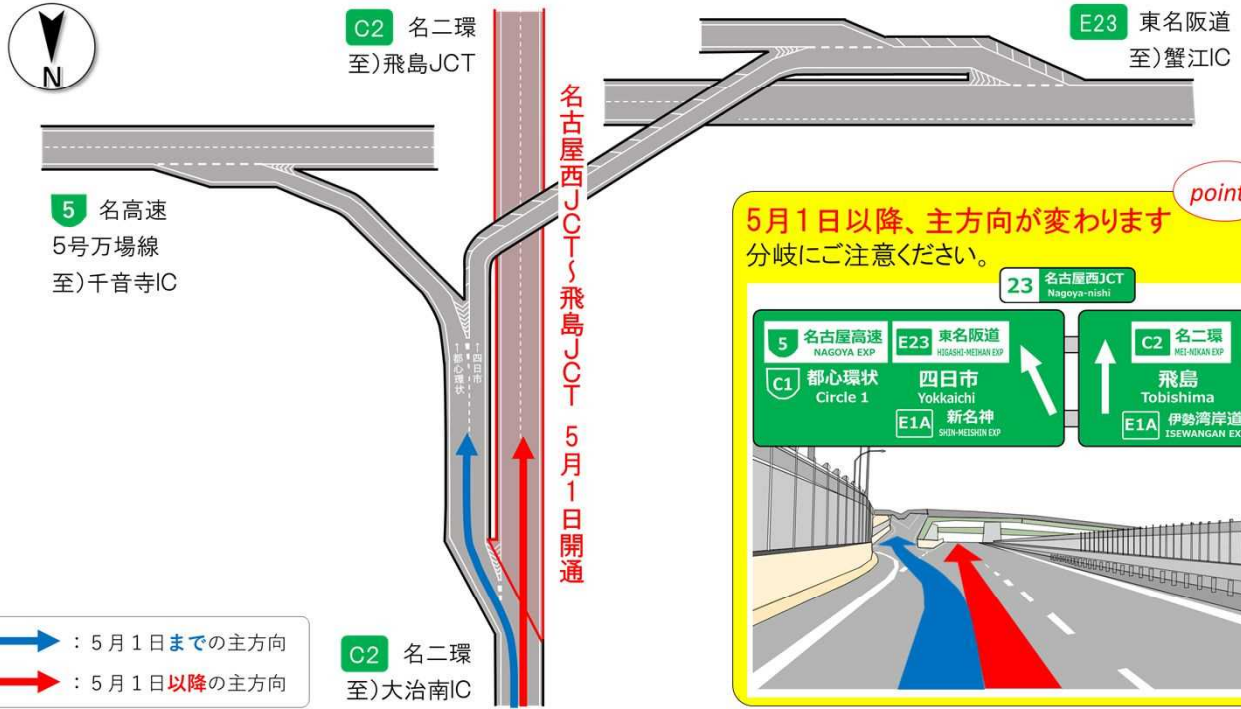 N
C2 名二環
至)飛島JCT
E23 東名阪道
至)蟹江IC
5 名高速
5号万場線
至)千音寺IC
名古屋西JCT~飛島JCT 5月1日開通
↑都心環状
↑四日市
C2 名二環
至)大治南IC
：5月1日までの主方向
：5月1日以降の主方向
point
5月1日以降、主方向が変わります
分岐にご注意ください。
23 名古屋西JCT
Nagoya-nishi
5 名古屋高速
NAGOYA EXP
C1 都心環状
Circle 1
E23 東名阪道
HIGASHI-MEIHAN EXP
四日市
Yokkaichi
E1A 新名神
SHIN-MEISHIN EXP
C2 名二環
MEI-NIKAN EXP
飛島
Tobishima
E1A 伊勢湾岸道
ISEWANGAN EX